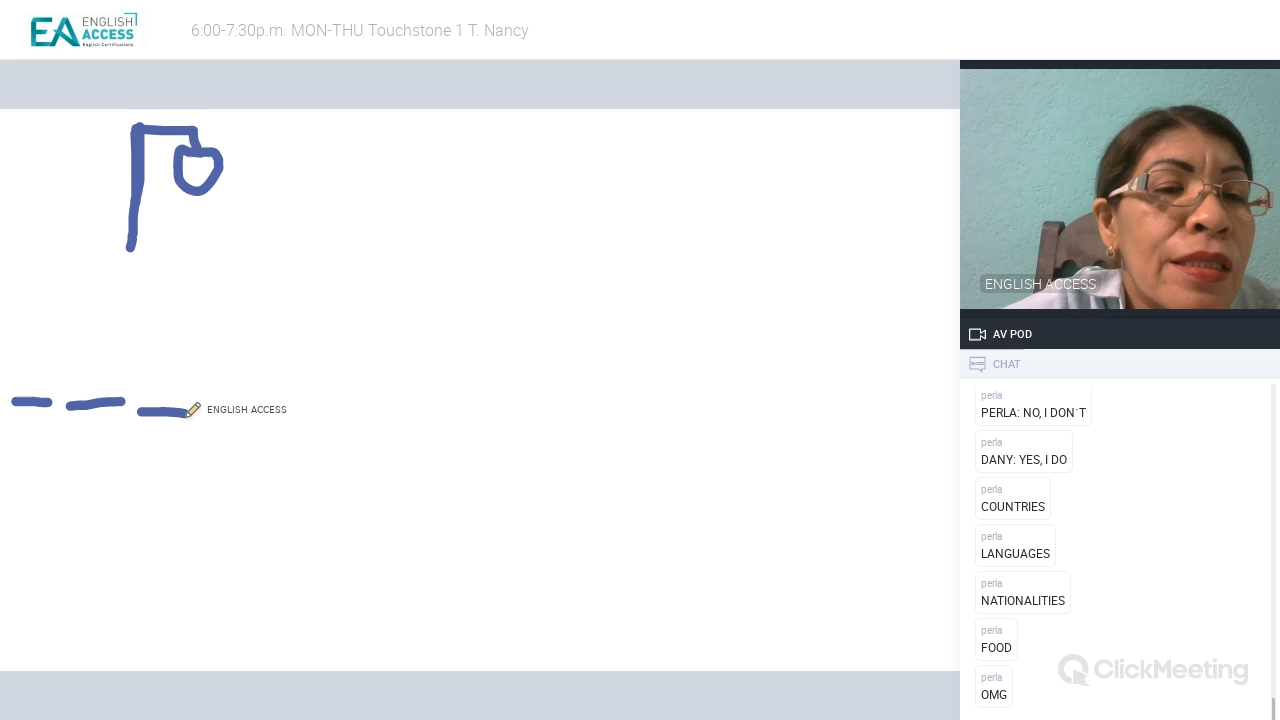 EA ENGLISH ACCESS
English Certifications
6:00-7:30p.m. MON-THU Touchstone 1 T. Nancy
ENGLISH ACCESS
ENGLISH ACCESS
AV POD
CHAT
perla
PERLA: NO, I DON´T
perla
DANY: YES, I DO
perla
COUNTRIES
perla
LANGUAGES
perla
NATIONALITIES
perla
FOOD
perla
OMG
ClickMeeting